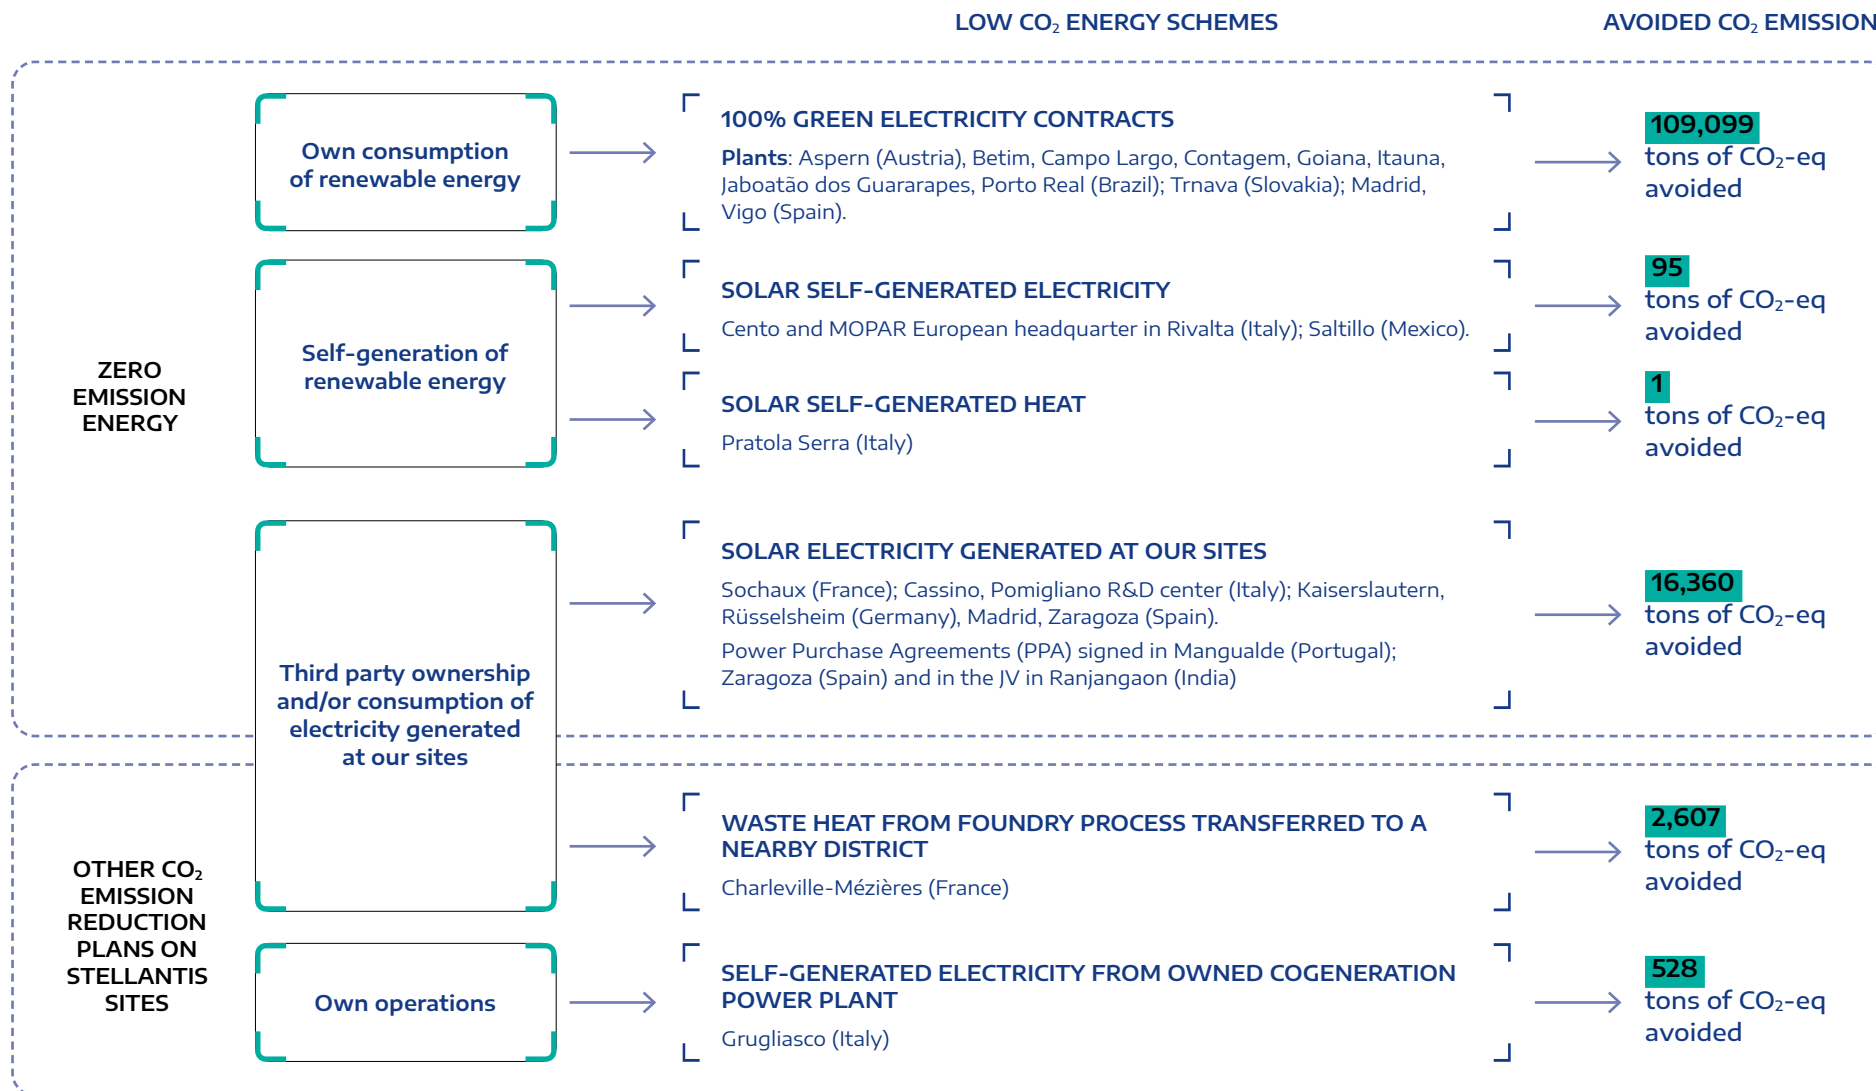 LOW CO₂ ENERGY SCHEMES
AVOIDED CO₂ EMISSION
ZERO
EMISSION
ENERGY
Own consumption
of renewable energy
100% GREEN ELECTRICITY CONTRACTS
Plants: Aspern (Austria), Betim, Campo Largo, Contagem, Goiana, Itauna,
Jaboatão dos Guararapes, Porto Real (Brazil); Trnava (Slovakia); Madrid,
Vigo (Spain).
109,099
tons of CO₂-eq
avoided
Self-generation of
renewable energy
SOLAR SELF-GENERATED ELECTRICITY
Cento and MOPAR European headquarter in Rivalta (Italy); Saltillo (Mexico).
95
tons of CO₂-eq
avoided
SOLAR SELF-GENERATED HEAT
Pratola Serra (Italy)
1
tons of CO₂-eq
avoided
Third party ownership
and/or consumption of
electricity generated
at our sites
SOLAR ELECTRICITY GENERATED AT OUR SITES
Sochaux (France); Cassino, Pomigliano R&D center (Italy); Kaiserslautern,
Rüsselsheim (Germany), Madrid, Zaragoza (Spain).
Power Purchase Agreements (PPA) signed in Mangualde (Portugal);
Zaragoza (Spain) and in the JV in Ranjangaon (India)
16,360
tons of CO₂-eq
avoided
OTHER CO₂
EMISSION
REDUCTION
PLANS ON
STELLANTIS
SITES
WASTE HEAT FROM FOUNDRY PROCESS TRANSFERRED TO A
NEARBY DISTRICT
Charleville-Mézières (France)
2,607
tons of CO₂-eq
avoided
Own operations
SELF-GENERATED ELECTRICITY FROM OWNED COGENERATION
POWER PLANT
Grugliasco (Italy)
528
tons of CO₂-eq
avoided